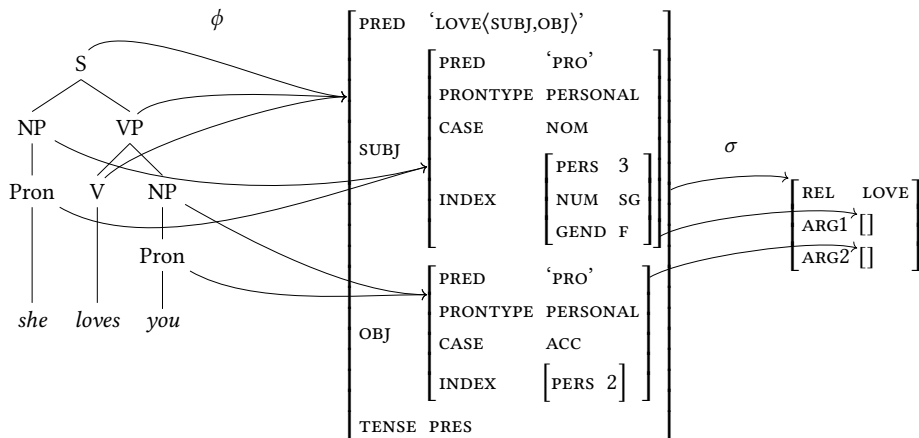 ϕ
PRED ‘LOVE⟨SUBJ,OBJ⟩’
S
PRED ‘PRO’
PRONTYPE PERSONAL
NP VP
CASE NOM
SUBJ
σ
PERS 3
Pron V NP
REL LOVE
INDEX
NUM SG
ARG1 []
GEND F
ARG2 []
Pron
PRED ‘PRO’
PRONTYPE PERSONAL
she loves you
OBJ
CASE ACC
INDEX PERS 2
TENSE PRES